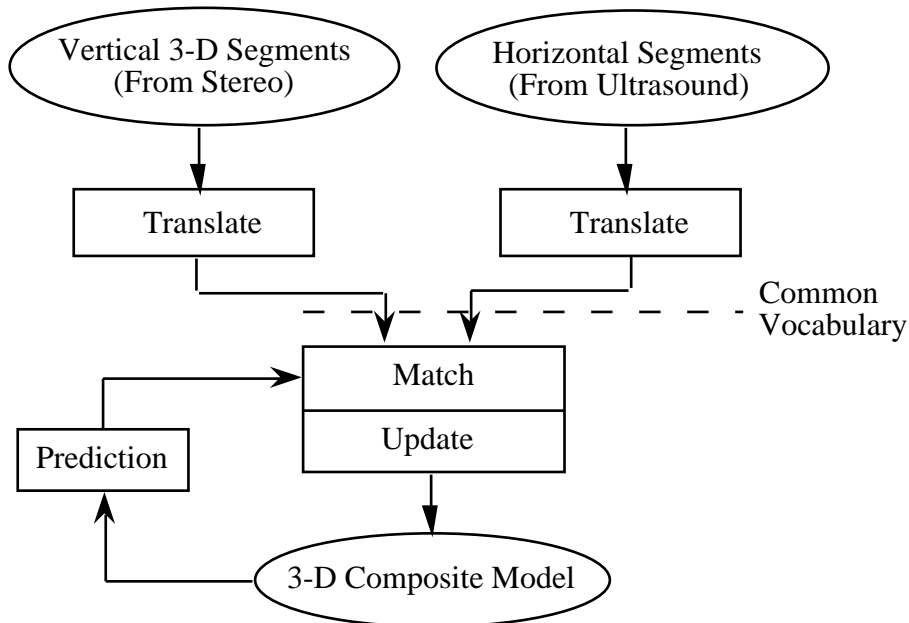 Vertical 3-D Segments
(From Stereo)
Horizontal Segments
(From Ultrasound)
Translate
Translate
Common
Vocabulary
Match
Update
Prediction
3-D Composite Model